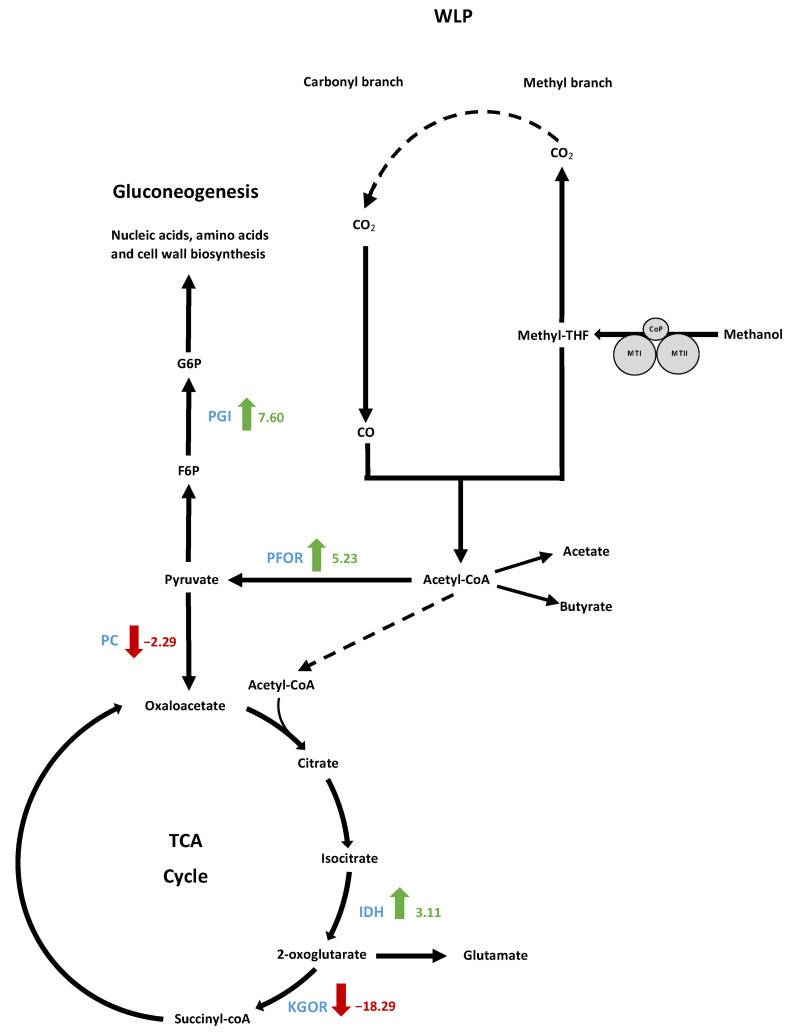 WLP
Carbonyl branch
Methyl branch
CO₂
Gluconeogenesis
CO₂
Nucleic acids, amino acids
and cell wall biosynthesis
CoP
Methyl-THF
Methanol
MTI
MTII
G6P
PGI
7.60
CO
F6P
PFOR
5.23
Acetate
Pyruvate
Acetyl-CoA
Butyrate
PC
−2.29
Acetyl-CoA
Oxaloacetate
Citrate
TCA
Cycle
Isocitrate
IDH
3.11
2-oxoglutarate
Glutamate
KGOR
−18.29
Succinyl-coA